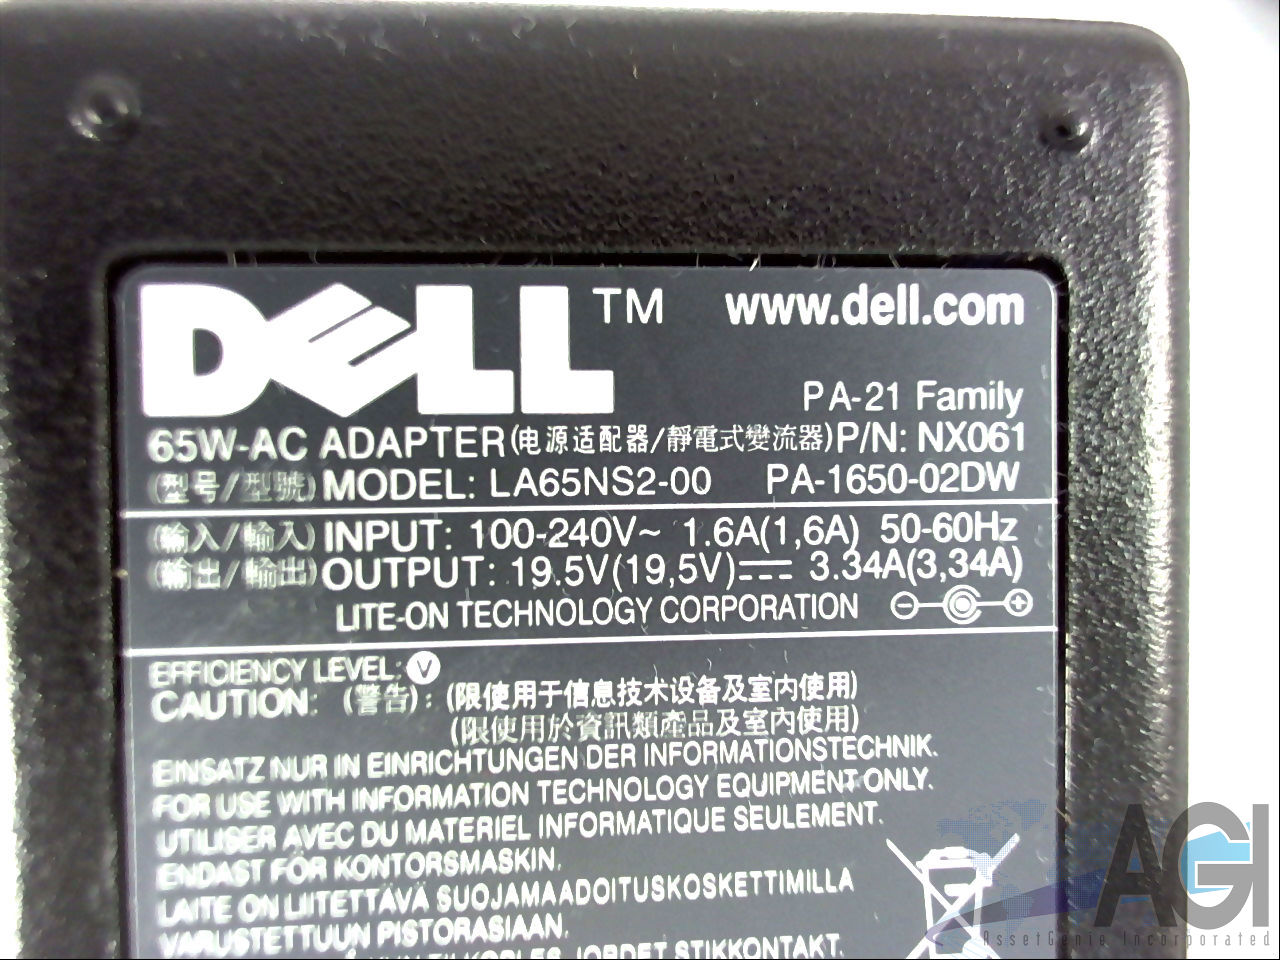 DELL™ www.dell.com
PA-21 Family
65W-AC ADAPTER(电源适配器/靜電式變流器)P/N: NX061
(型号/型號)MODEL: LA65NS2-00 PA-1650-02DW
(输入/輸入)INPUT: 100-240V~ 1.6A(1,6A) 50-60Hz
(输出/輸出)OUTPUT: 19.5V(19,5V)⎓ 3.34A(3,34A)
LITE-ON TECHNOLOGY CORPORATION
EFFICIENCY LEVEL: V
CAUTION: (警告): (限使用于信息技术设备及室内使用)
(限使用於資訊類產品及室內使用)
EINSATZ NUR IN EINRICHTUNGEN DER INFORMATIONSTECHNIK.
FOR USE WITH INFORMATION TECHNOLOGY EQUIPMENT ONLY.
UTILISER AVEC DU MATERIEL INFORMATIQUE SEULEMENT.
ENDAST FÖR KONTORSMASKIN.
LAITE ON LIITETTÄVÄ SUOJAMAADOITUSKOSKETTIMILLA
VARUSTETTUUN PISTORASIAAN.
JORDET STIKKONTAKT.
AGI
AssetGenie Incorporated